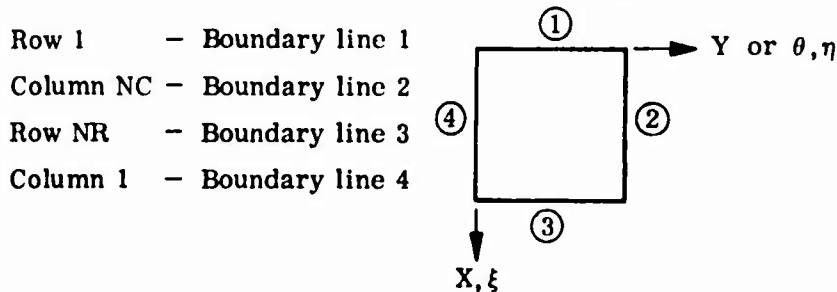 Row 1 – Boundary line 1
Column NC – Boundary line 2
Row NR – Boundary line 3
Column 1 – Boundary line 4
①
Y or θ,η
④
②
③
X,ξ